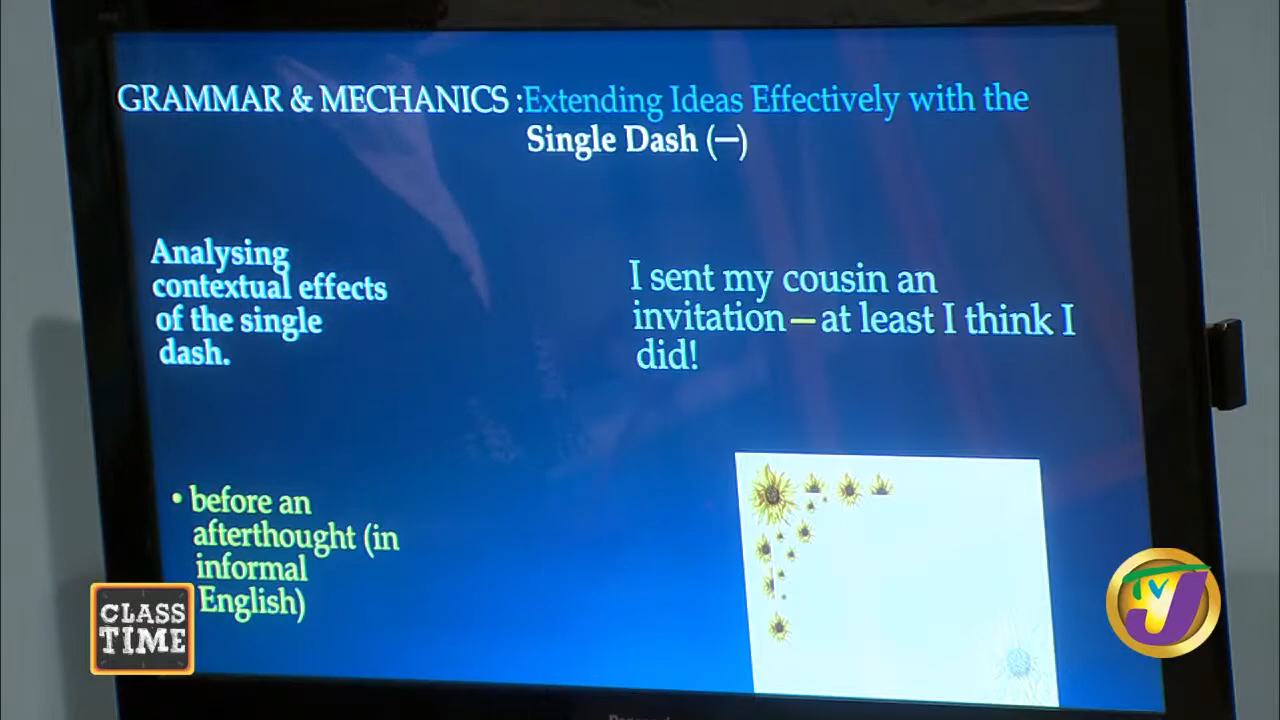 GRAMMAR & MECHANICS :Extending Ideas Effectively with the
Single Dash (—)
Analysing
contextual effects
of the single
dash.
I sent my cousin an
invitation — at least I think I
did!
• before an
afterthought (in
informal
English)
CLASS
TIME
TVJ